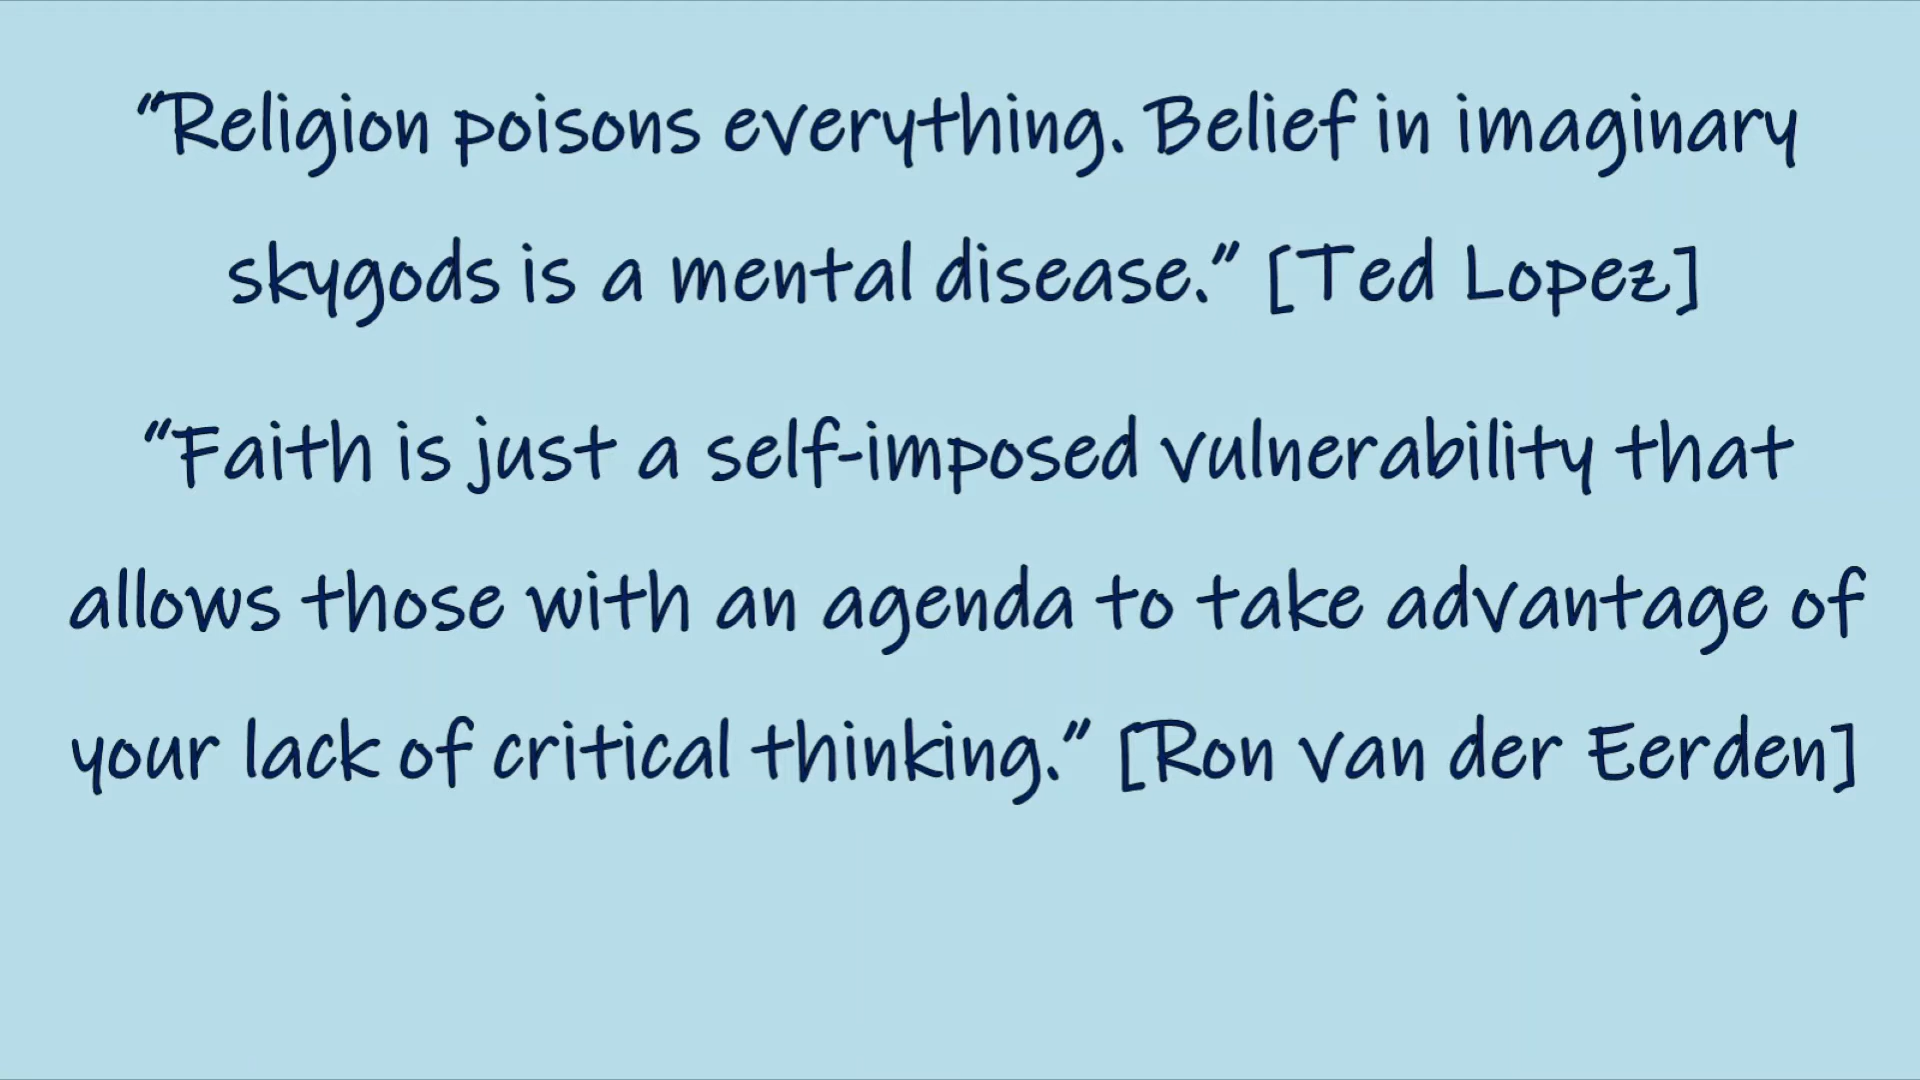 “Religion poisons everything. Belief in imaginary
skygods is a mental disease.” [Ted Lopez]
“Faith is just a self-imposed vulnerability that
allows those with an agenda to take advantage of
your lack of critical thinking.” [Ron van der Eerden]